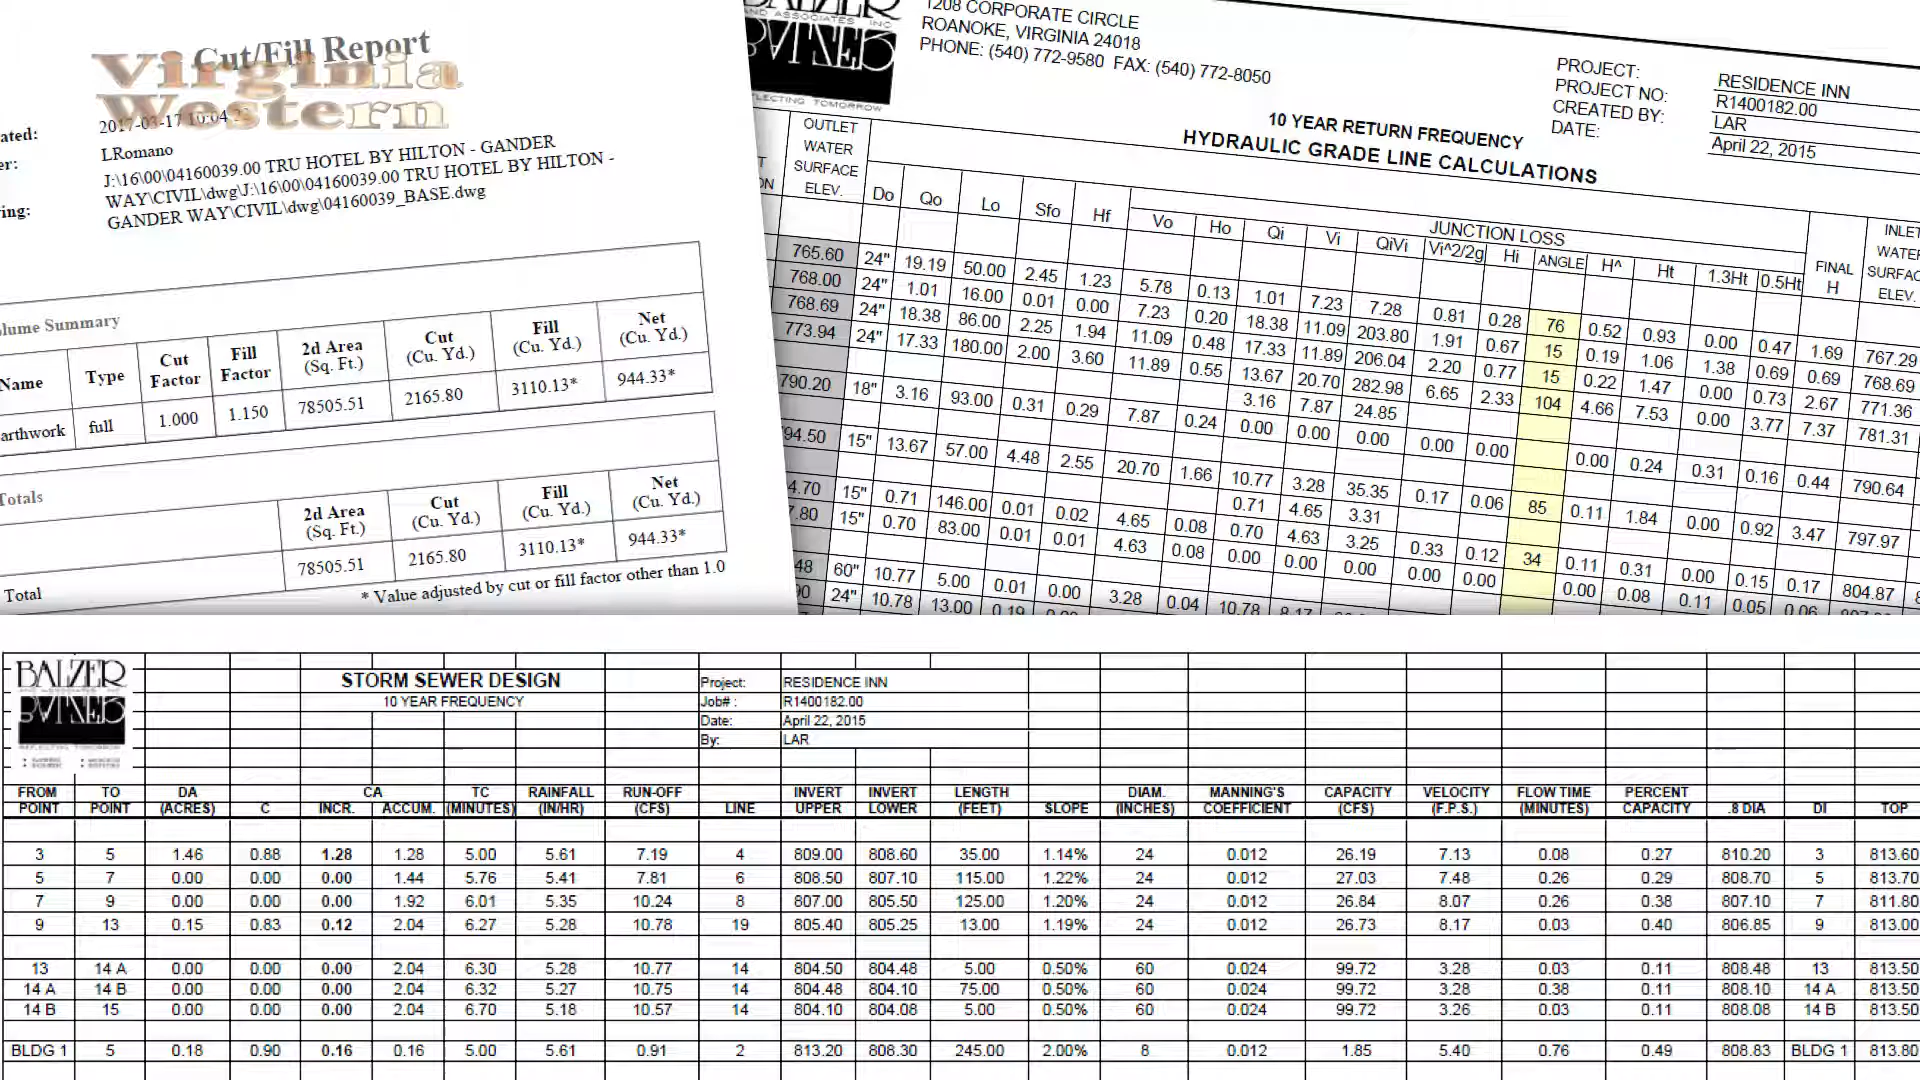 Virginia
Western
Cut/Fill Report
ated: 2017-03-17 10:04:2
er: LRomano
J:\16\00\04160039.00 TRU HOTEL BY HILTON - GANDER
ing: WAY\CIVIL\dwg\J:\16\00\04160039.00 TRU HOTEL BY HILTON -
GANDER WAY\CIVIL\dwg\04160039_BASE.dwg
olume Summary
Name Type Cut Factor Fill Factor 2d Area (Sq. Ft.) Cut (Cu. Yd.) Fill (Cu. Yd.) Net (Cu. Yd.)
arthwork full 1.000 1.150 78505.51 2165.80 3110.13* 944.33*
Totals
2d Area (Sq. Ft.) Cut (Cu. Yd.) Fill (Cu. Yd.) Net (Cu. Yd.)
Total 78505.51 2165.80 3110.13* 944.33*
* Value adjusted by cut or fill factor other than 1.0
BALZER
AND ASSOCIATES INC
FLECTING TOMORROW
1208 CORPORATE CIRCLE
ROANOKE, VIRGINIA 24018
PHONE: (540) 772-9580 FAX: (540) 772-8050
PROJECT: RESIDENCE INN
PROJECT NO: R1400182.00
CREATED BY: LAR
DATE: April 22, 2015
10 YEAR RETURN FREQUENCY
HYDRAULIC GRADE LINE CALCULATIONS
OUTLET WATER SURFACE ELEV. Do Qo Lo Sfo Hf JUNCTION LOSS FINAL H INLET WATER SURFACE ELEV.
Vo Ho Qi Vi QiVi Vi^2/2g Hi ANGLE H^ Ht 1.3Ht 0.5Ht
765.60 24" 19.19 50.00 2.45 1.23 5.78 0.13 1.01 7.23 7.28 0.81 0.28 76 0.52 0.93 0.00 0.47 1.69 767.29
768.00 24" 1.01 16.00 0.01 0.00 7.23 0.20 18.38 11.09 203.80 1.91 0.67 15 0.19 1.06 1.38 0.69 0.69 768.69
768.69 24" 18.38 86.00 2.25 1.94 11.09 0.48 17.33 11.89 206.04 2.20 0.77 15 0.22 1.47 0.00 0.73 2.67 771.36
773.94 24" 17.33 180.00 2.00 3.60 11.89 0.55 13.67 20.70 282.98 6.65 2.33 104 4.66 7.53 0.00 3.77 7.37 781.31
3.16 7.87 24.85
790.20 18" 3.16 93.00 0.31 0.29 7.87 0.24 0.00 0.00 0.00 0.00 0.00 0.00 0.24 0.31 0.16 0.44 790.64
794.50 15" 13.67 57.00 4.48 2.55 20.70 1.66 10.77 3.28 35.35 0.17 0.06 85 0.11 1.84 0.00 0.92 3.47 797.97
0.71 4.65 3.31
4.70 15" 0.71 146.00 0.01 0.02 4.65 0.08 0.70 4.63 3.25 0.33 0.12 34 0.11 0.31 0.00 0.15 0.17 804.87
7.80 15" 0.70 83.00 0.01 0.01 4.63 0.08 0.00 0.00 0.00 0.00 0.00 0.00 0.08 0.11 0.05 0.06
48 60" 10.77 5.00 0.01 0.00 3.28 0.04 10.78 8.17
90 24" 10.78 13.00 0.19
BALZER
AND ASSOCIATES INC
REFLECTING TOMORROW
STORM SEWER DESIGN
10 YEAR FREQUENCY
Project: RESIDENCE INN
Job# : R1400182.00
Date: April 22, 2015
By: LAR
FROM TO DA CA TC RAINFALL RUN-OFF INVERT INVERT LENGTH DIAM. MANNING'S CAPACITY VELOCITY FLOW TIME PERCENT
POINT POINT (ACRES) C INCR. ACCUM. (MINUTES) (IN/HR) (CFS) LINE UPPER LOWER (FEET) SLOPE (INCHES) COEFFICIENT (CFS) (F.P.S.) (MINUTES) CAPACITY .8 DIA DI TOP
3 5 1.46 0.88 1.28 1.28 5.00 5.61 7.19 4 809.00 808.60 35.00 1.14% 24 0.012 26.19 7.13 0.08 0.27 810.20 3 813.60
5 7 0.00 0.00 0.00 1.44 5.76 5.41 7.81 6 808.50 807.10 115.00 1.22% 24 0.012 27.03 7.48 0.26 0.29 808.70 5 813.70
7 9 0.00 0.00 0.00 1.92 6.01 5.35 10.24 8 807.00 805.50 125.00 1.20% 24 0.012 26.84 8.07 0.26 0.38 807.10 7 811.80
9 13 0.15 0.83 0.12 2.04 6.27 5.28 10.78 19 805.40 805.25 13.00 1.19% 24 0.012 26.73 8.17 0.03 0.40 806.85 9 813.00
13 14 A 0.00 0.00 0.00 2.04 6.30 5.28 10.77 14 804.50 804.48 5.00 0.50% 60 0.024 99.72 3.28 0.03 0.11 808.48 13 813.50
14 A 14 B 0.00 0.00 0.00 2.04 6.32 5.27 10.75 14 804.48 804.10 75.00 0.50% 60 0.024 99.72 3.28 0.38 0.11 808.10 14 A 813.50
14 B 15 0.00 0.00 0.00 2.04 6.70 5.18 10.57 14 804.10 804.08 5.00 0.50% 60 0.024 99.72 3.26 0.03 0.11 808.08 14 B 813.50
BLDG 1 5 0.18 0.90 0.16 0.16 5.00 5.61 0.91 2 813.20 808.30 245.00 2.00% 8 0.012 1.85 5.40 0.76 0.49 808.83 BLDG 1 813.80